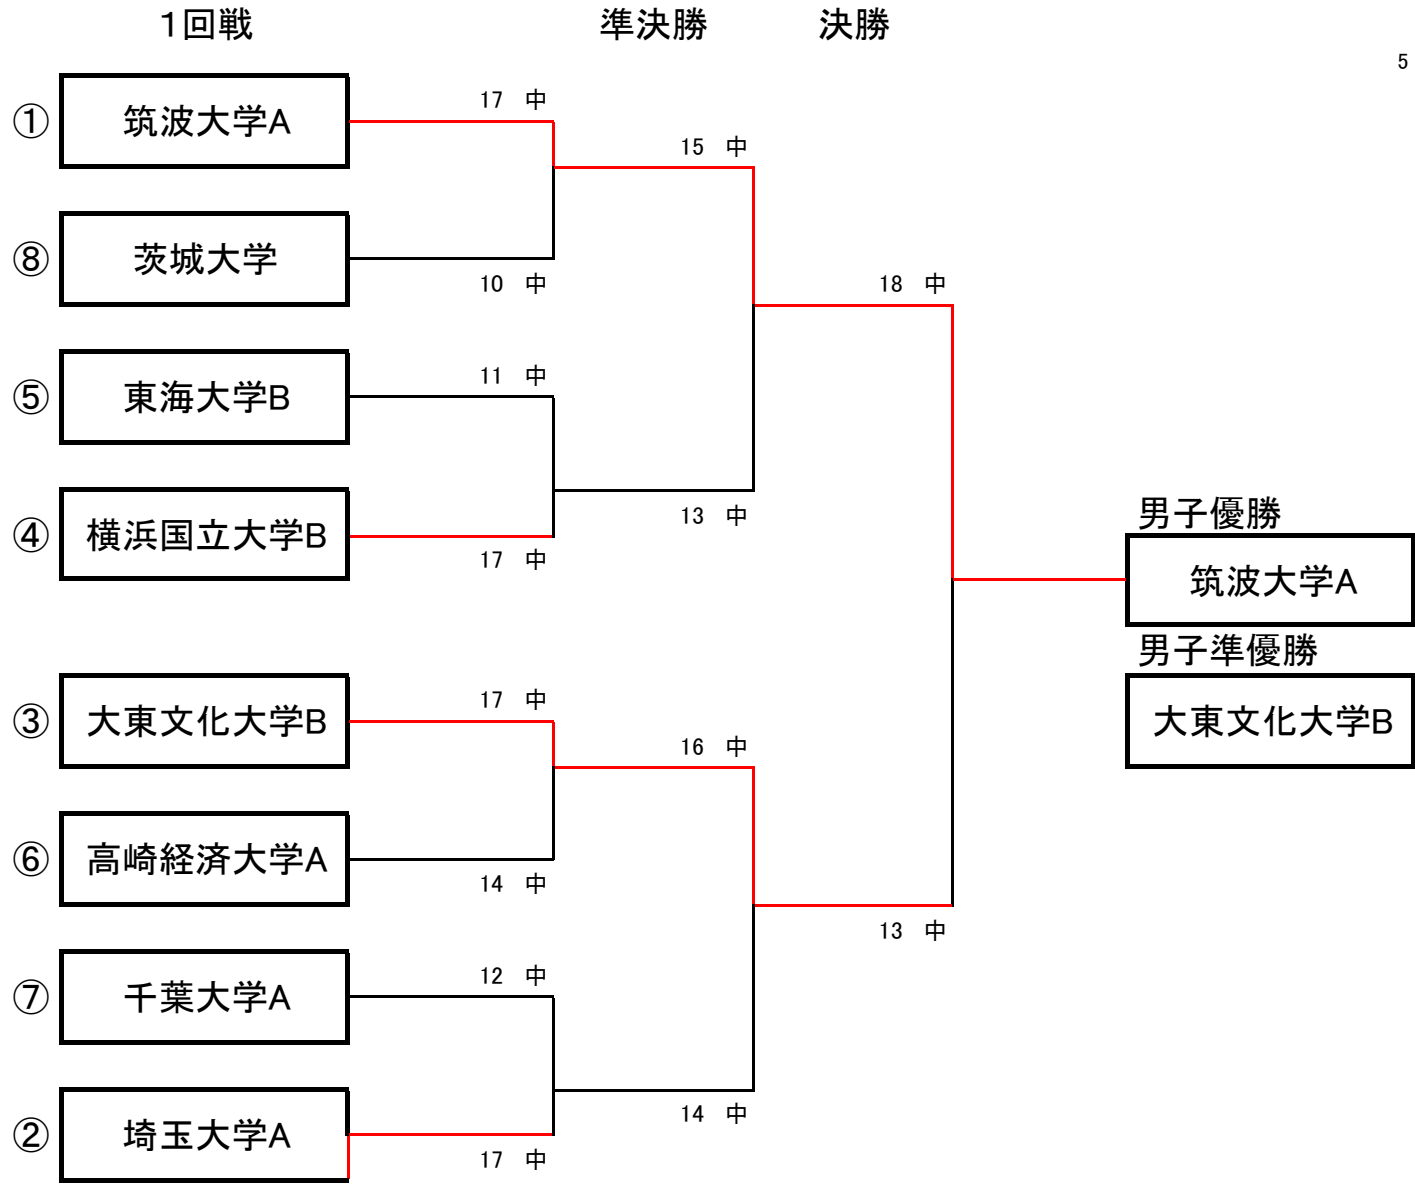 1回戦 準決勝 決勝
5
① 筑波大学A
17 中
15 中
⑧ 茨城大学
10 中
18 中
⑤ 東海大学B
11 中
13 中
④ 横浜国立大学B
17 中
男子優勝
筑波大学A
男子準優勝
大東文化大学B
③ 大東文化大学B
17 中
16 中
⑥ 高崎経済大学A
14 中
13 中
⑦ 千葉大学A
12 中
14 中
② 埼玉大学A
17 中